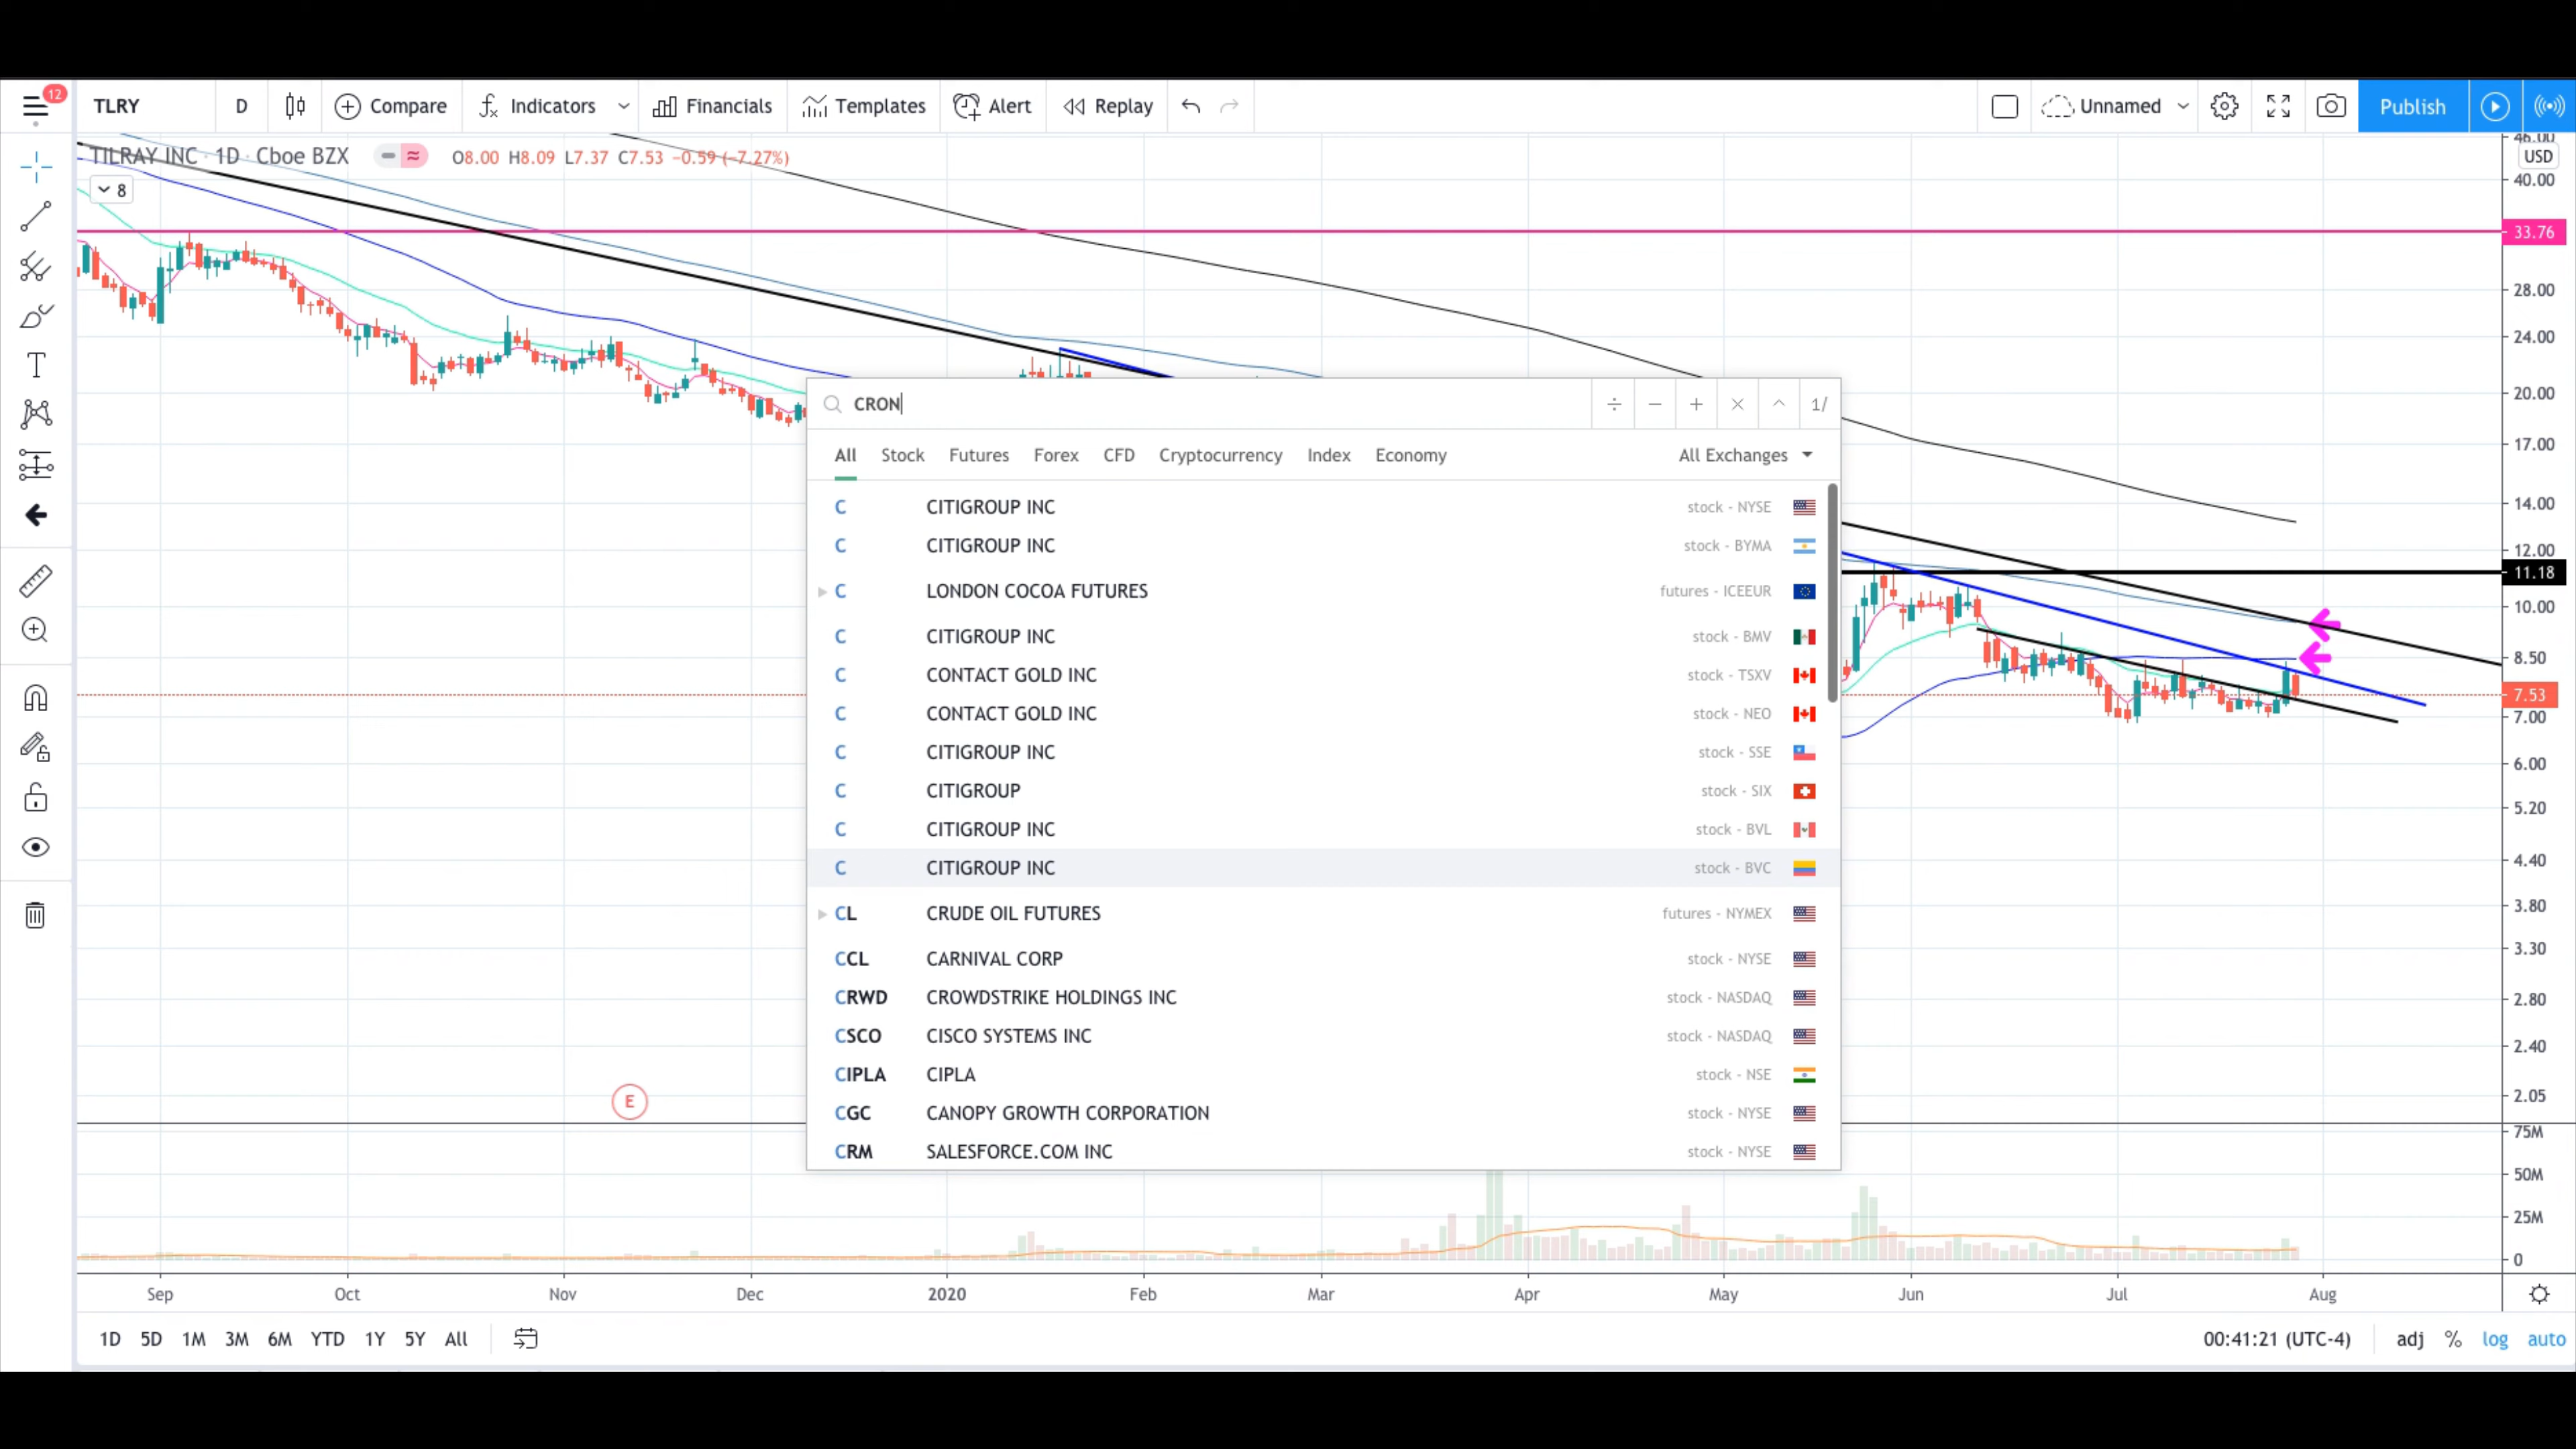 12
TLRY D Compare Indicators Financials Templates Alert Replay Unnamed Publish
TILRAY INC · 1D · Cboe BZX O8.00 H8.09 L7.37 C7.53 −0.59 (−7.27%)
8
USD
40.00
33.76
28.00
24.00
20.00
17.00
14.00
12.00
11.18
10.00
8.50
7.53
7.00
6.00
5.20
4.40
3.80
3.30
2.80
2.40
2.05
75M
50M
25M
0
CRON ÷ − + × ^ 1/
All Stock Futures Forex CFD Cryptocurrency Index Economy All Exchanges
C CITIGROUP INC stock - NYSE
C CITIGROUP INC stock - BYMA
C LONDON COCOA FUTURES futures - ICEEUR
C CITIGROUP INC stock - BMV
C CONTACT GOLD INC stock - TSXV
C CONTACT GOLD INC stock - NEO
C CITIGROUP INC stock - SSE
C CITIGROUP stock - SIX
C CITIGROUP INC stock - BVL
C CITIGROUP INC stock - BVC
CL CRUDE OIL FUTURES futures - NYMEX
CCL CARNIVAL CORP stock - NYSE
CRWD CROWDSTRIKE HOLDINGS INC stock - NASDAQ
CSCO CISCO SYSTEMS INC stock - NASDAQ
CIPLA CIPLA stock - NSE
CGC CANOPY GROWTH CORPORATION stock - NYSE
CRM SALESFORCE.COM INC stock - NYSE
E
Sep Oct Nov Dec 2020 Feb Mar Apr May Jun Jul Aug
1D 5D 1M 3M 6M YTD 1Y 5Y All 00:41:21 (UTC-4) adj % log auto